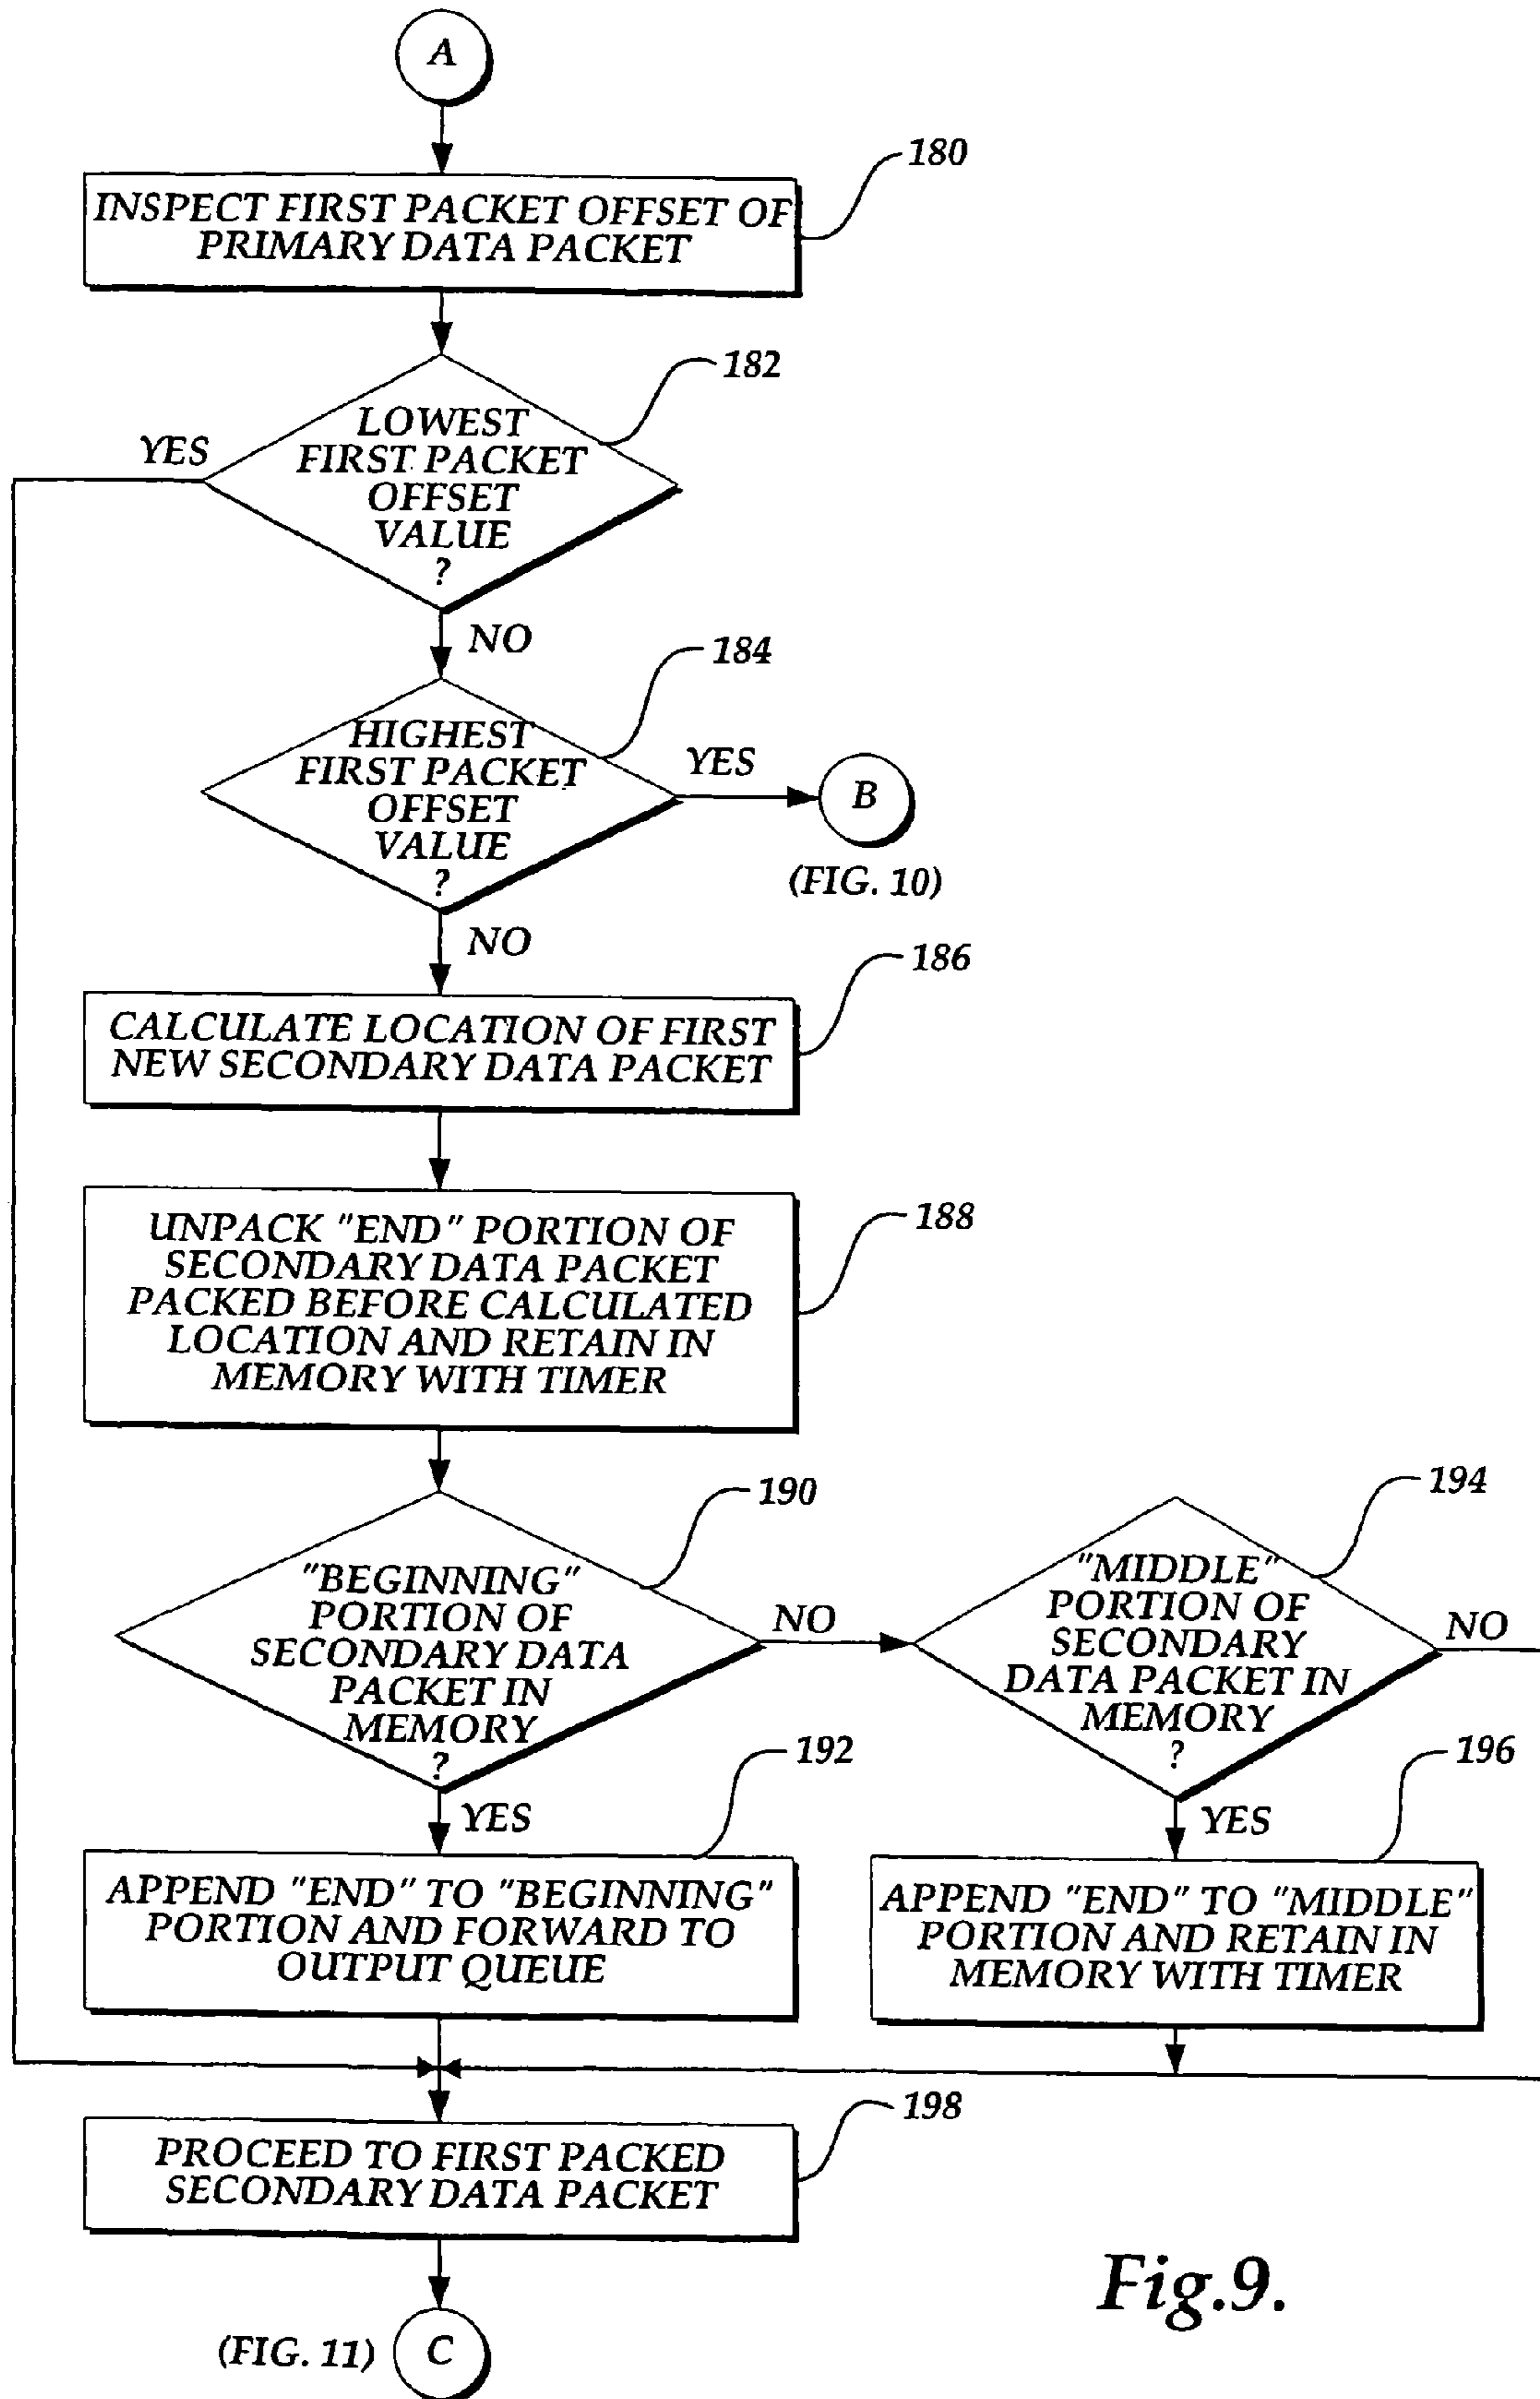 A
180
INSPECT FIRST PACKET OFFSET OF
PRIMARY DATA PACKET
182
YES
LOWEST
FIRST PACKET
OFFSET
VALUE
?
NO
184
HIGHEST
FIRST PACKET
OFFSET
VALUE
?
YES
B
(FIG. 10)
NO
186
CALCULATE LOCATION OF FIRST
NEW SECONDARY DATA PACKET
188
UNPACK "END" PORTION OF
SECONDARY DATA PACKET
PACKED BEFORE CALCULATED
LOCATION AND RETAIN IN
MEMORY WITH TIMER
190
"BEGINNING"
PORTION OF
SECONDARY DATA
PACKET IN
MEMORY
?
NO
194
"MIDDLE"
PORTION OF
SECONDARY
DATA PACKET IN
MEMORY
?
NO
192
YES
APPEND "END" TO "BEGINNING"
PORTION AND FORWARD TO
OUTPUT QUEUE
196
YES
APPEND "END" TO "MIDDLE"
PORTION AND RETAIN IN
MEMORY WITH TIMER
198
PROCEED TO FIRST PACKED
SECONDARY DATA PACKET
(FIG. 11)
C
Fig.9.